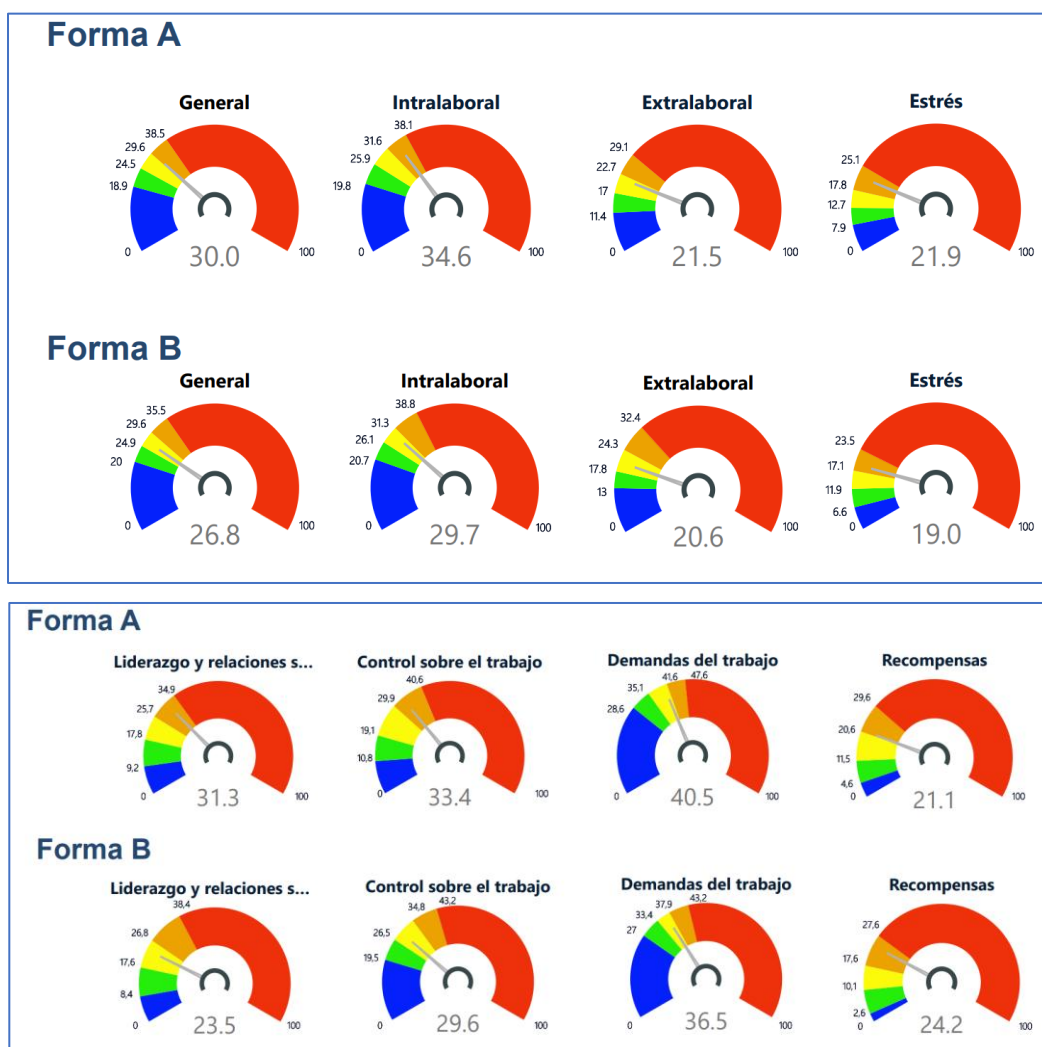 Forma A
General Intralaboral Extralaboral Estrés
38.5 38.1 29.1 25.1
29.6 31.6 22.7 17.8
24.5 25.9 17 12.7
18.9 19.8 11.4 7.9
0 100 0 100 0 100 0 100
30.0 34.6 21.5 21.9
Forma B
General Intralaboral Extralaboral Estrés
35.5 38.8 32.4 23.5
29.6 31.3 24.3 17.1
24.9 26.1 17.8 11.9
20 20.7 13 6.6
0 100 0 100 0 100 0 100
26.8 29.7 20.6 19.0
Forma A
Liderazgo y relaciones s... Control sobre el trabajo Demandas del trabajo Recompensas
34,9 40,6 47,6 29,6
25,7 29,9 41,6 20,6
17,8 19,1 35,1 11,5
9,2 10,8 28,6 4,6
0 100 0 100 0 100 0 100
31.3 33.4 40.5 21.1
Forma B
Liderazgo y relaciones s... Control sobre el trabajo Demandas del trabajo Recompensas
38,4 43,2 43,2 27,6
26,8 34,8 37,9 17,6
17,6 26,5 33,4 10,1
8,4 19,5 27 2,6
0 100 0 100 0 100 0 100
23.5 29.6 36.5 24.2